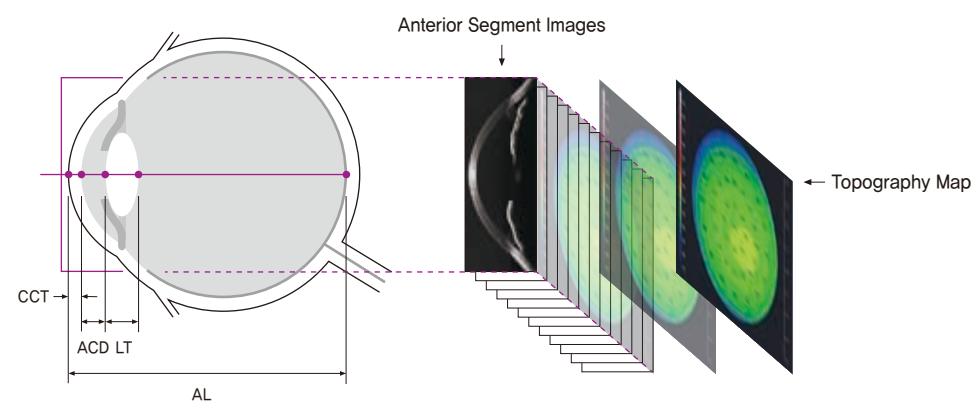 Anterior Segment Images
Topography Map
CCT
ACD LT
AL